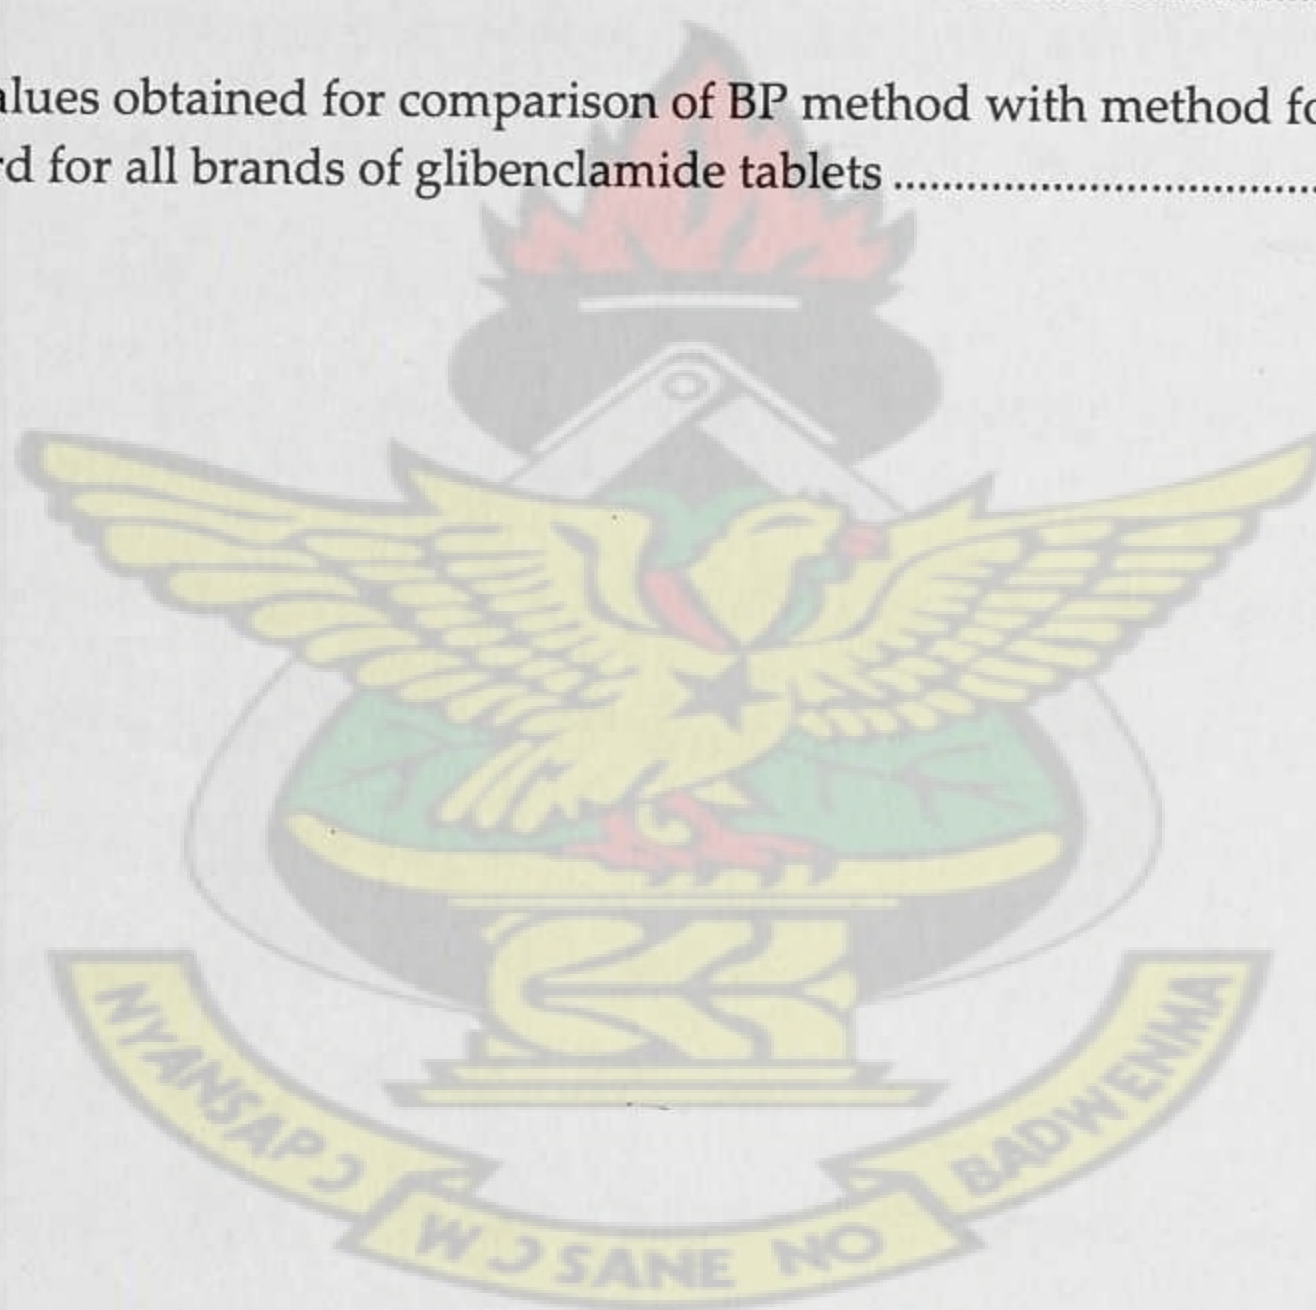 alues obtained for comparison of BP method with method fo
rd for all brands of glibenclamide tablets ....................................
NYANSAPƆ
WƆSANE NO
BADWENMA